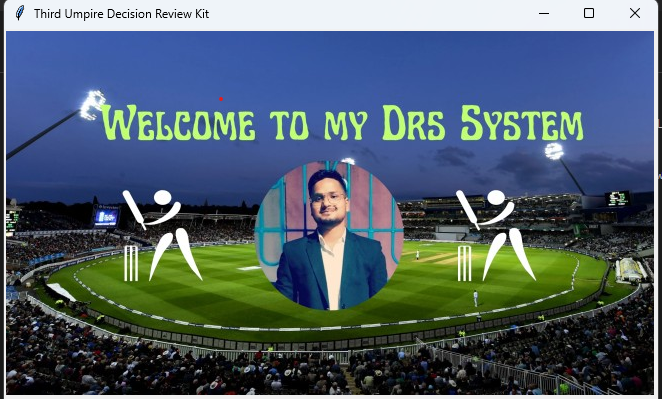 Third Umpire Decision Review Kit
Welcome to my Drs System